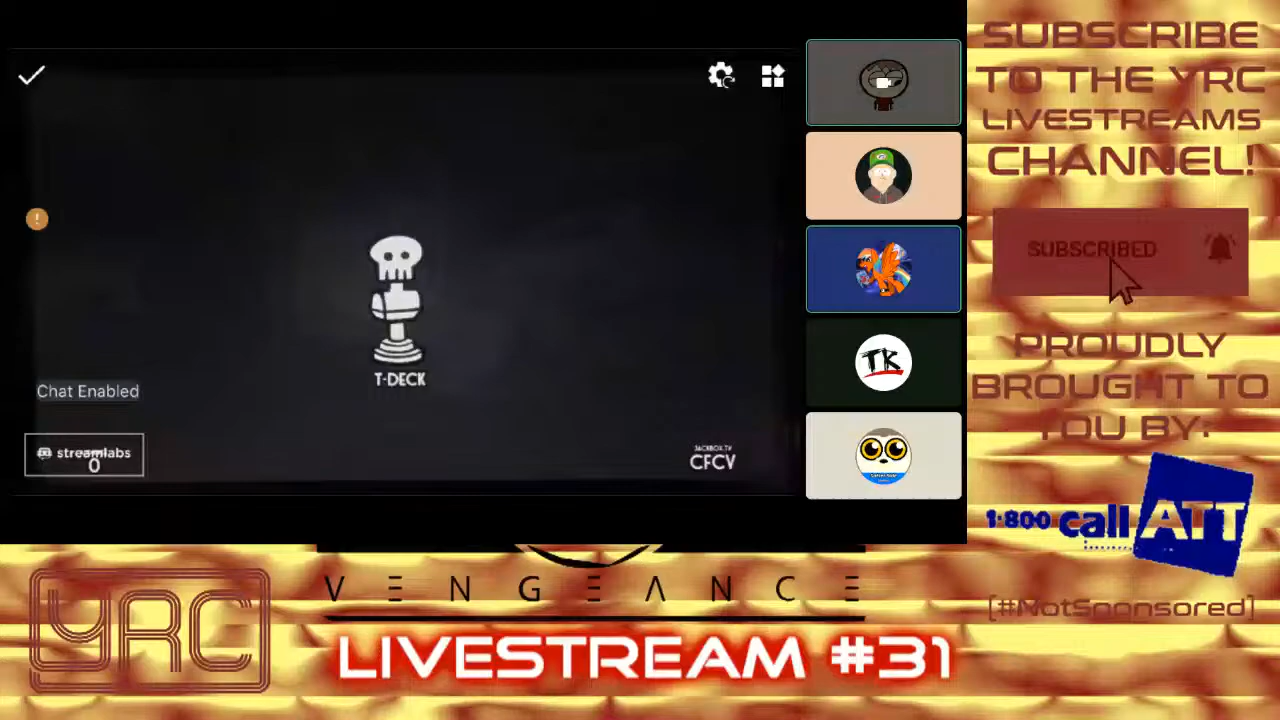 T-DECK
Chat Enabled
streamlabs
0
JACKBOX.TV
CFCV
TK
SUBSCRIBE
TO THE YRC
LIVESTREAMS
CHANNEL!
SUBSCRIBED
PROUDLY
BROUGHT TO
YOU BY:
1·800 call ATT
[#NotSponsored]
YRC
VENGEANCE
LIVESTREAM #31